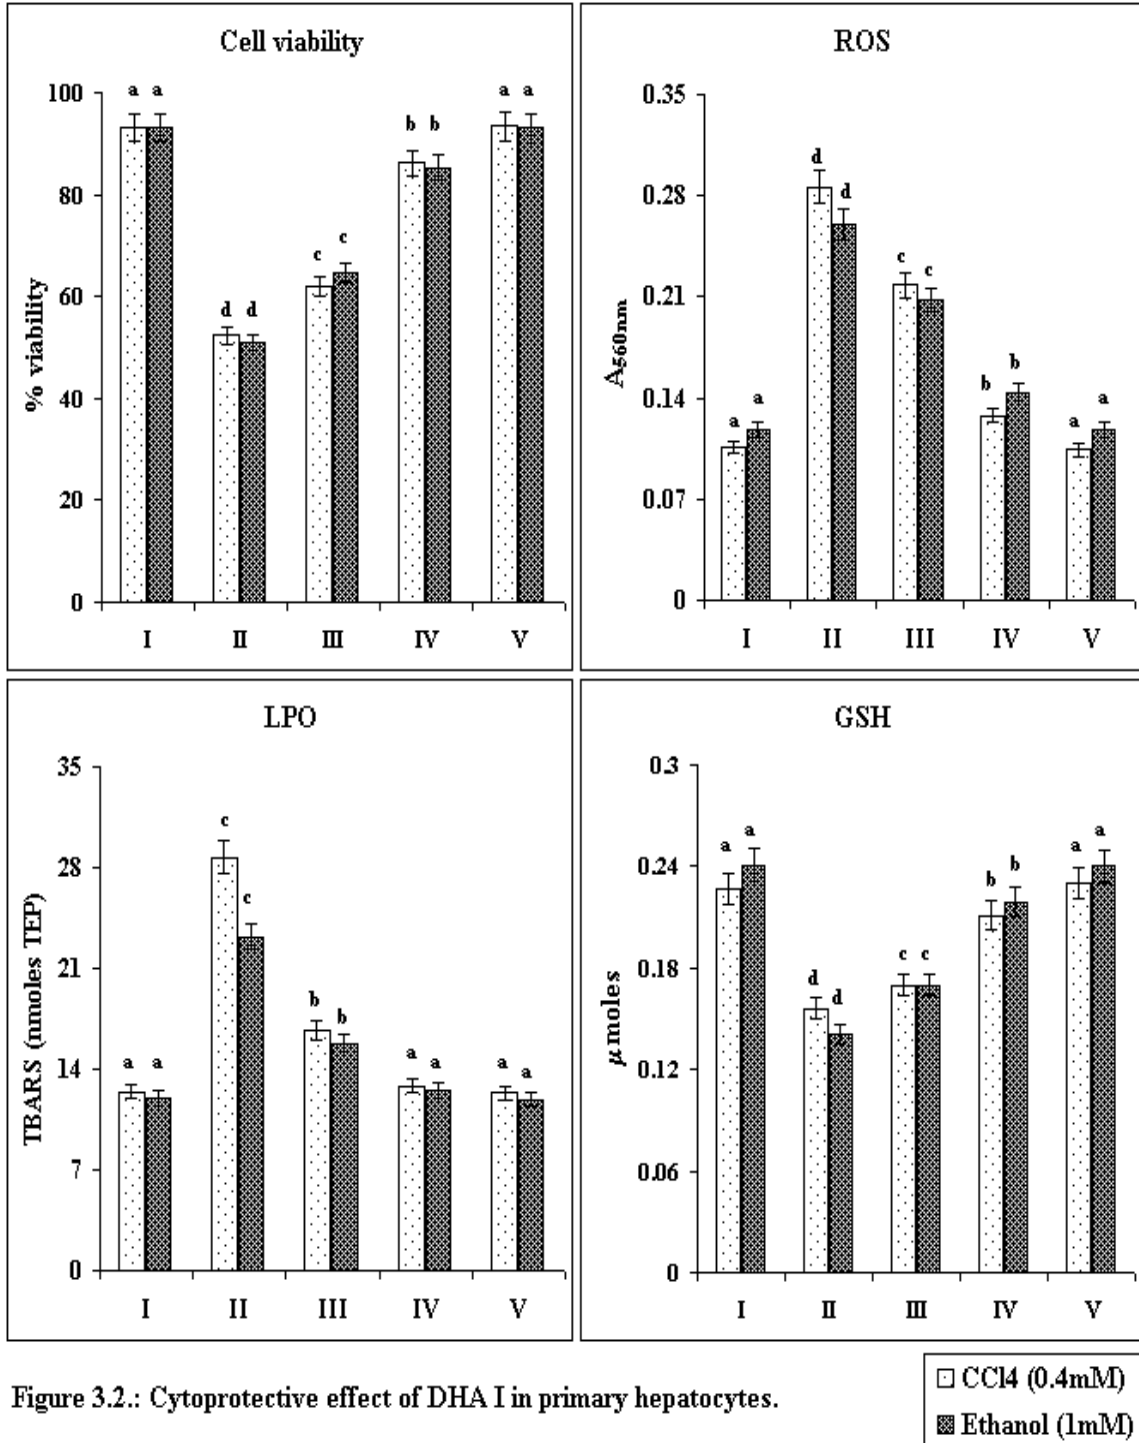 Cell viability
% viability
100
80
60
40
20
0
a a
d d
c c
b b
a a
I II III IV V
ROS
A560nm
0.35
0.28
0.21
0.14
0.07
0
a a
d d
c c
b b
a a
I II III IV V
LPO
TBARS (nmoles TEP)
35
28
21
14
7
0
a a
c c
b b
a a
a a
I II III IV V
GSH
μmoles
0.3
0.24
0.18
0.12
0.06
0
a a
d d
c c
b b
a a
I II III IV V
Figure 3.2.: Cytoprotective effect of DHA I in primary hepatocytes.
CCl4 (0.4mM)
Ethanol (1mM)